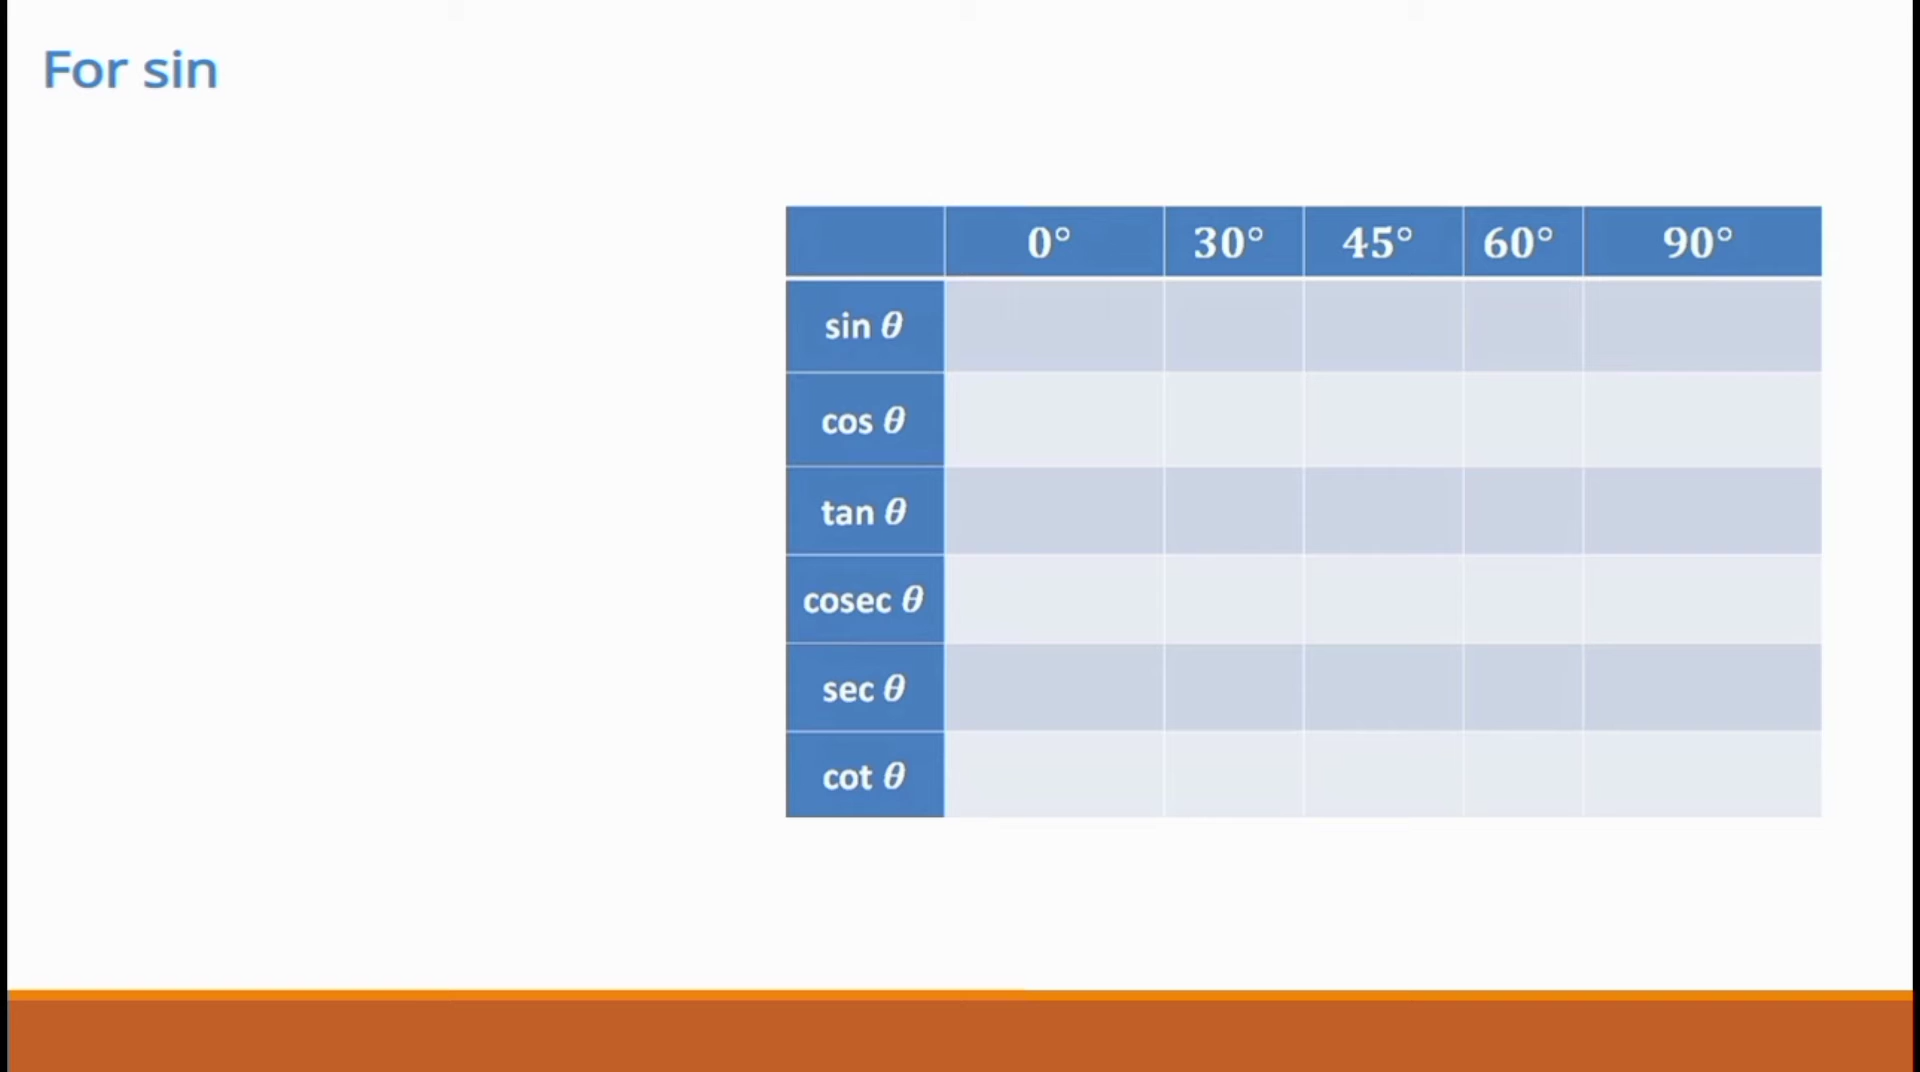 For sin
0° 30° 45° 60° 90°
sin θ
cos θ
tan θ
cosec θ
sec θ
cot θ